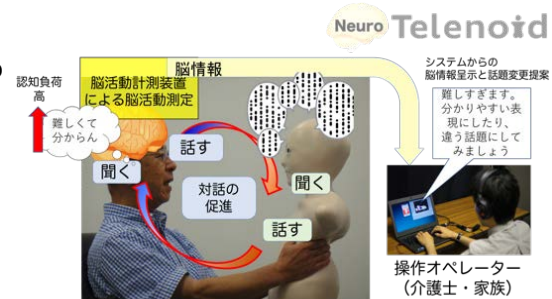 Neuro Telenoid
認知負荷
高
脳情報
脳活動計測装置
による脳活動測定
難しくて
分からん
聞く
話す
対話の
促進
聞く
話す
システムからの
脳情報呈示と話題変更提案
難しすぎます。
分かりやすい表
現にしたり、
違う話題にして
みましょう
操作オペレーター
（介護士・家族）